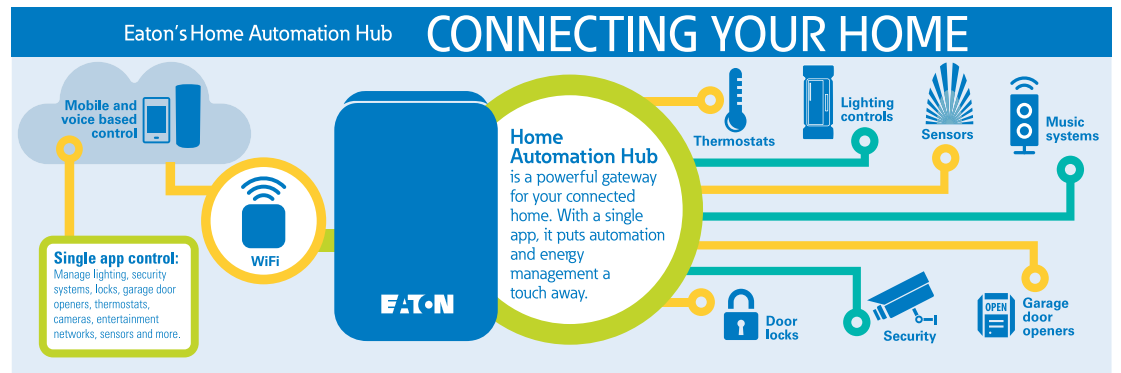 Eaton's Home Automation Hub
CONNECTING YOUR HOME
Mobile and
voice based
control
Single app control:
Manage lighting, security
systems, locks, garage door
openers, thermostats,
cameras, entertainment
networks, sensors and more.
WiFi
EATON
Home
Automation Hub
is a powerful gateway
for your connected
home. With a single
app, it puts automation
and energy
management a
touch away.
Thermostats
Lighting
controls
Sensors
Music
systems
Door
locks
Security
OPEN
Garage
door
openers